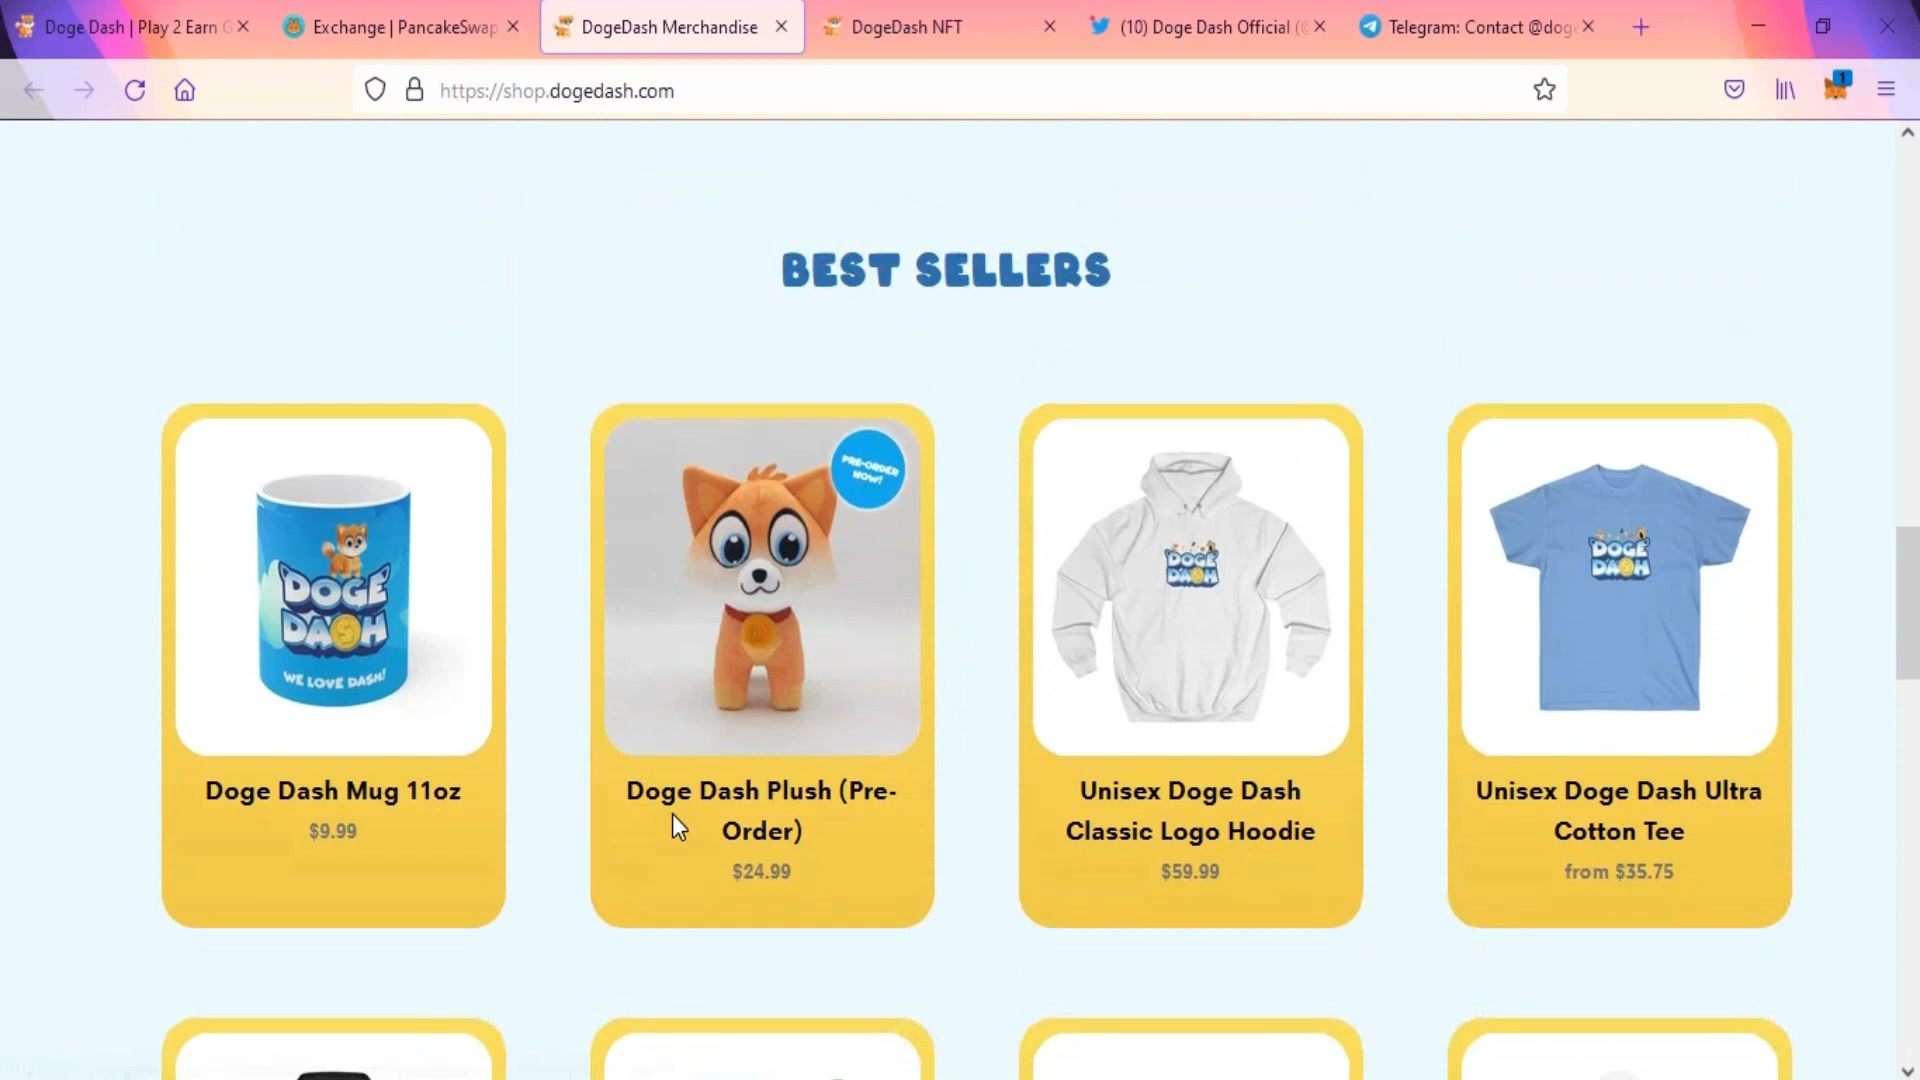 Doge Dash | Play 2 Earn G
Exchange | PancakeSwap
DogeDash Merchandise
DogeDash NFT
(10) Doge Dash Official (@
Telegram: Contact @doge
https://shop.dogedash.com
1
BEST SELLERS
DOGE
DASH
WE LOVE DASH!
PRE-ORDER
NOW!
DOGE
DASH
DOGE
DASH
Doge Dash Mug 11oz
$9.99
Doge Dash Plush (Pre-
Order)
$24.99
Unisex Doge Dash
Classic Logo Hoodie
$59.99
Unisex Doge Dash Ultra
Cotton Tee
from $35.75